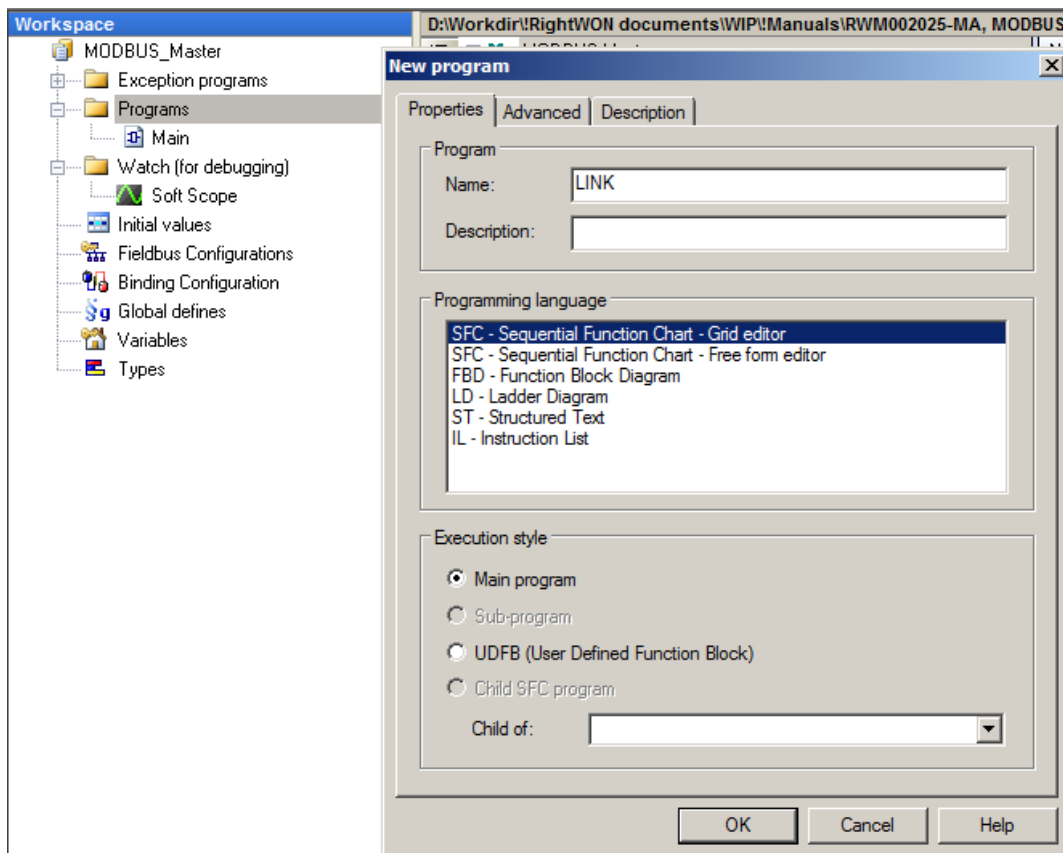 Workspace
MODBUS_Master
Exception programs
Programs
Main
Watch (for debugging)
Soft Scope
Initial values
Fieldbus Configurations
Binding Configuration
Global defines
Variables
Types
D:\Workdir\!RightWON documents\WIP\!Manuals\RWM002025-MA, MODBUS
New program
Properties
Advanced
Description
Program
Name:
LINK
Description:
Programming language
SFC - Sequential Function Chart - Grid editor
SFC - Sequential Function Chart - Free form editor
FBD - Function Block Diagram
LD - Ladder Diagram
ST - Structured Text
IL - Instruction List
Execution style
Main program
Sub-program
UDFB (User Defined Function Block)
Child SFC program
Child of:
OK
Cancel
Help